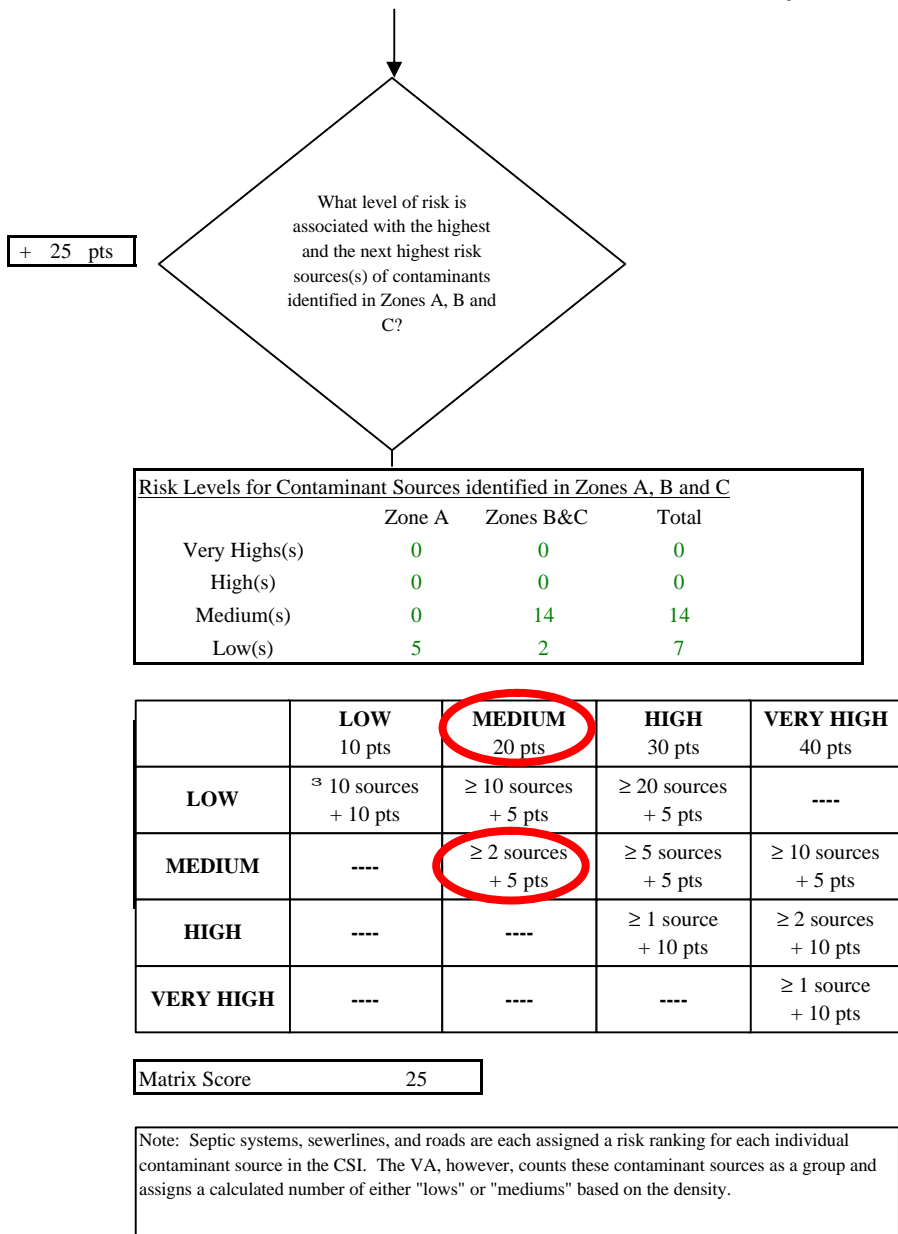 What level of risk is
associated with the highest
and the next highest risk
sources(s) of contaminants
identified in Zones A, B and
C?
+ 25 pts
Risk Levels for Contaminant Sources identified in Zones A, B and C
Zone A Zones B&C Total
Very Highs(s) 0 0 0
High(s) 0 0 0
Medium(s) 0 14 14
Low(s) 5 2 7
LOW MEDIUM HIGH VERY HIGH
10 pts 20 pts 30 pts 40 pts
LOW ³ 10 sources ≥ 10 sources ≥ 20 sources ----
+ 10 pts + 5 pts + 5 pts
MEDIUM ---- ≥ 2 sources ≥ 5 sources ≥ 10 sources
+ 5 pts + 5 pts + 5 pts
HIGH ---- ---- ≥ 1 source ≥ 2 sources
+ 10 pts + 10 pts
VERY HIGH ---- ---- ---- ≥ 1 source
+ 10 pts
Matrix Score 25
Note: Septic systems, sewerlines, and roads are each assigned a risk ranking for each individual
contaminant source in the CSI. The VA, however, counts these contaminant sources as a group and
assigns a calculated number of either "lows" or "mediums" based on the density.